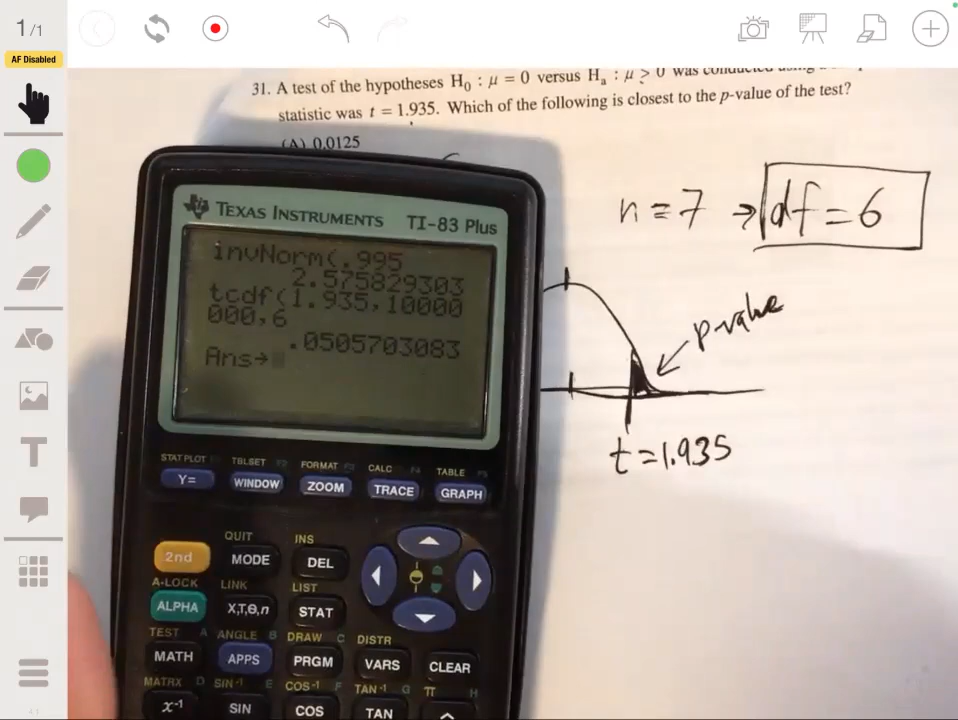 1/1
AF Disabled
31. A test of the hypotheses H₀ : μ = 0 versus Hₐ : μ > 0 was conducted using a
statistic was t = 1.935. Which of the following is closest to the p-value of the test?
(A) 0.0125
n = 7 → df = 6
p-value
t = 1.935
TEXAS INSTRUMENTS TI-83 Plus
invNorm(.995
2.575829303
tcdf(1.935,10000
000,6
.0505703083
Ans→
STAT PLOT F1 TBLSET F2 FORMAT F3 CALC F4 TABLE F5
Y= WINDOW ZOOM TRACE GRAPH
QUIT INS
2nd MODE DEL
A-LOCK LINK LIST
ALPHA X,T,θ,n STAT
TEST A ANGLE B DRAW C DISTR
MATH APPS PRGM VARS CLEAR
MATRX D SIN⁻¹ E COS⁻¹ F TAN⁻¹ G π H
x⁻¹ SIN COS TAN ^
T